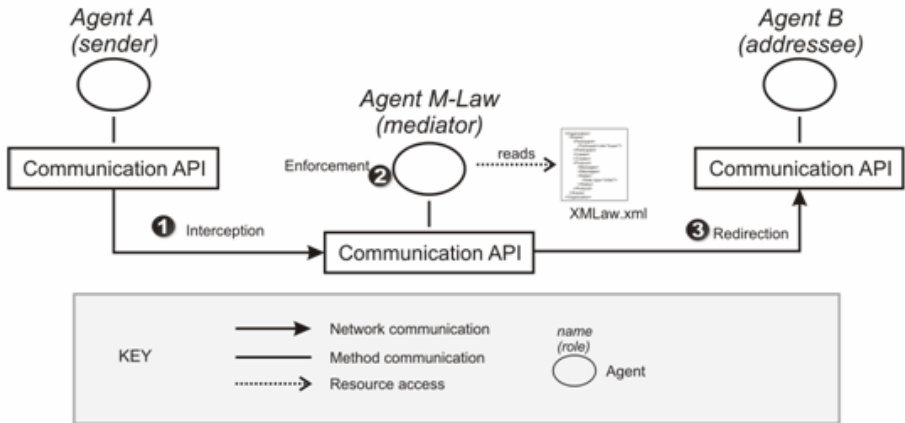 Agent A
(sender)
Agent B
(addressee)
Agent M-Law
(mediator)
Communication API
Enforcement
2
reads
XMLaw.xml
Communication API
1 Interception
Communication API
3 Redirection
KEY
Network communication
Method communication
Resource access
name
(role)
Agent